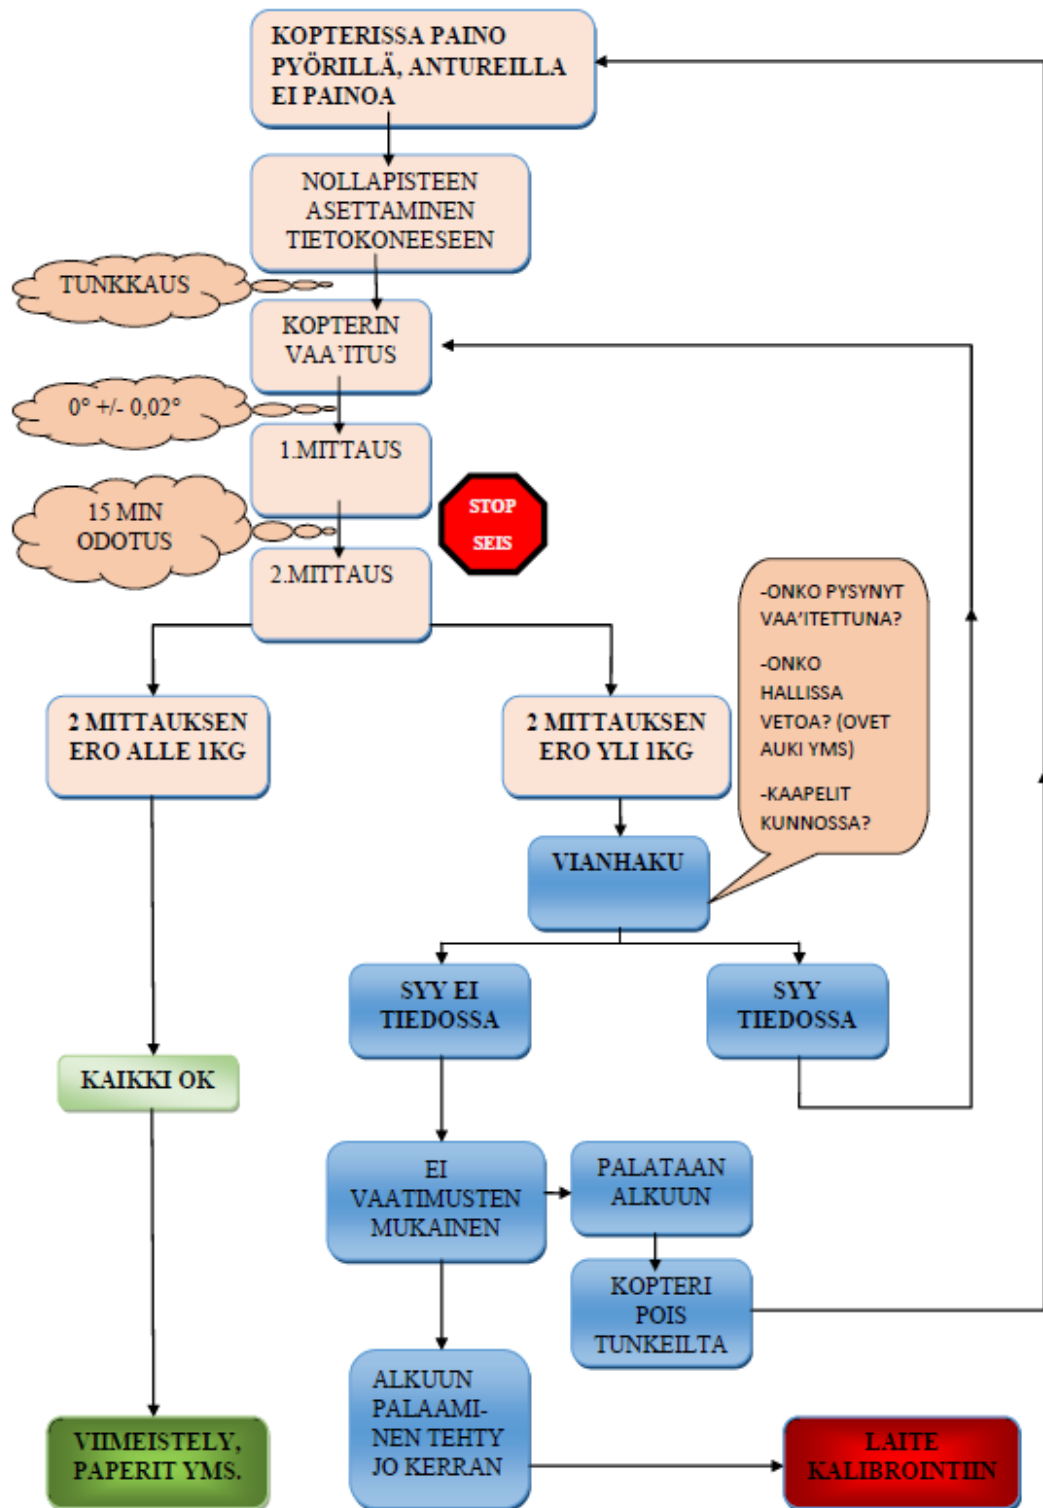 KOPTERISSA PAINO
PYÖRILLÄ, ANTUREILLA
EI PAINOA
NOLLAPISTEEN
ASETTAMINEN
TIETOKONEESEEN
TUNKKAUS
KOPTERIN
VAA'ITUS
0° +/- 0,02°
1.MITTAUS
15 MIN
ODOTUS
STOP
SEIS
2.MITTAUS
-ONKO PYSYNYT
VAA'ITETTUNA?
-ONKO
HALLISSA
VETOA? (OVET
AUKI YMS)
-KAAPELIT
KUNNOSSA?
2 MITTAUKSEN
ERO ALLE 1KG
2 MITTAUKSEN
ERO YLI 1KG
VIANHAKU
SYY EI
TIEDOSSA
SYY
TIEDOSSA
KAIKKI OK
EI
VAATIMUSTEN
MUKAINEN
PALATAAN
ALKUUN
KOPTERI
POIS
TUNKEILTA
ALKUUN
PALAAMI-
NEN TEHTY
JO KERRAN
VIIMEISTELY,
PAPERIT YMS.
LAITE
KALIBROINTIIN